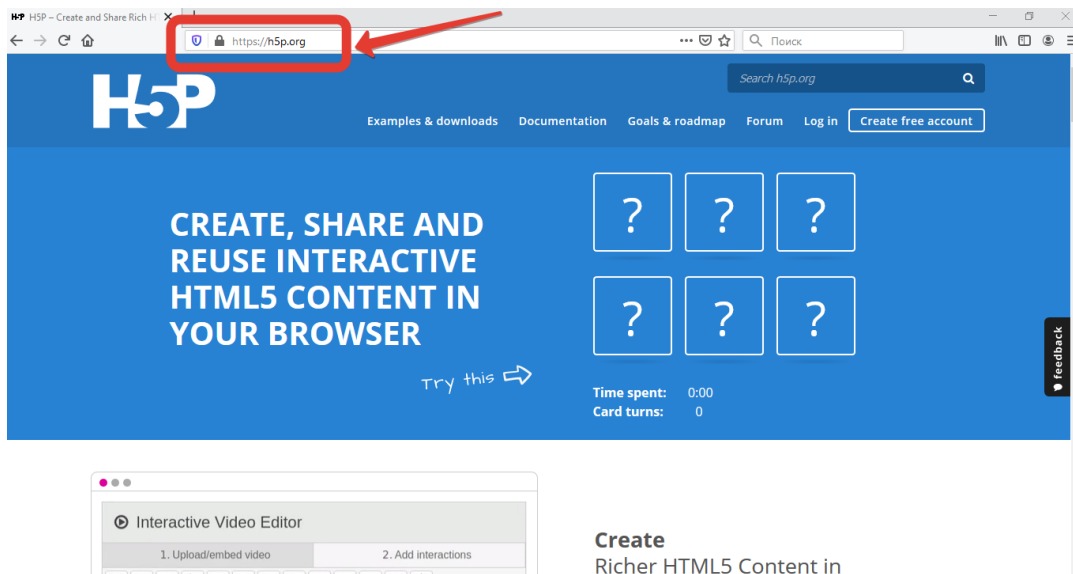 H5P H5P – Create and Share Rich H
https://h5p.org
Поиск
H5P
Search h5p.org
Examples & downloads Documentation Goals & roadmap Forum Log in Create free account
CREATE, SHARE AND
REUSE INTERACTIVE
HTML5 CONTENT IN
YOUR BROWSER
Try this
? ? ?
? ? ?
Time spent: 0:00
Card turns: 0
feedback
Interactive Video Editor
1. Upload/embed video 2. Add interactions
Create
Richer HTML5 Content in